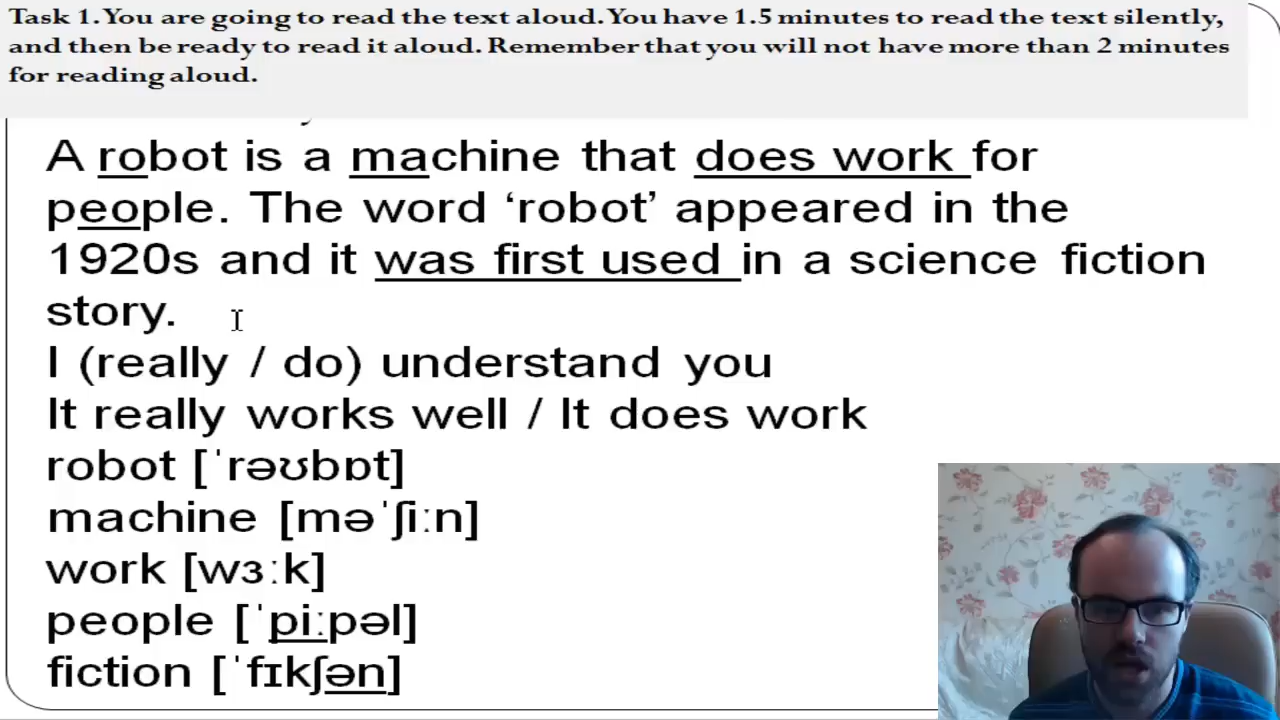 Task 1. You are going to read the text aloud. You have 1.5 minutes to read the text silently,
and then be ready to read it aloud. Remember that you will not have more than 2 minutes
for reading aloud.
A robot is a machine that does work for
people. The word ‘robot’ appeared in the
1920s and it was first used in a science fiction
story.
I (really / do) understand you
It really works well / It does work
robot [ˈrəʊbɒt]
machine [məˈʃiːn]
work [wɜːk]
people [ˈpiːpəl]
fiction [ˈfɪkʃən]